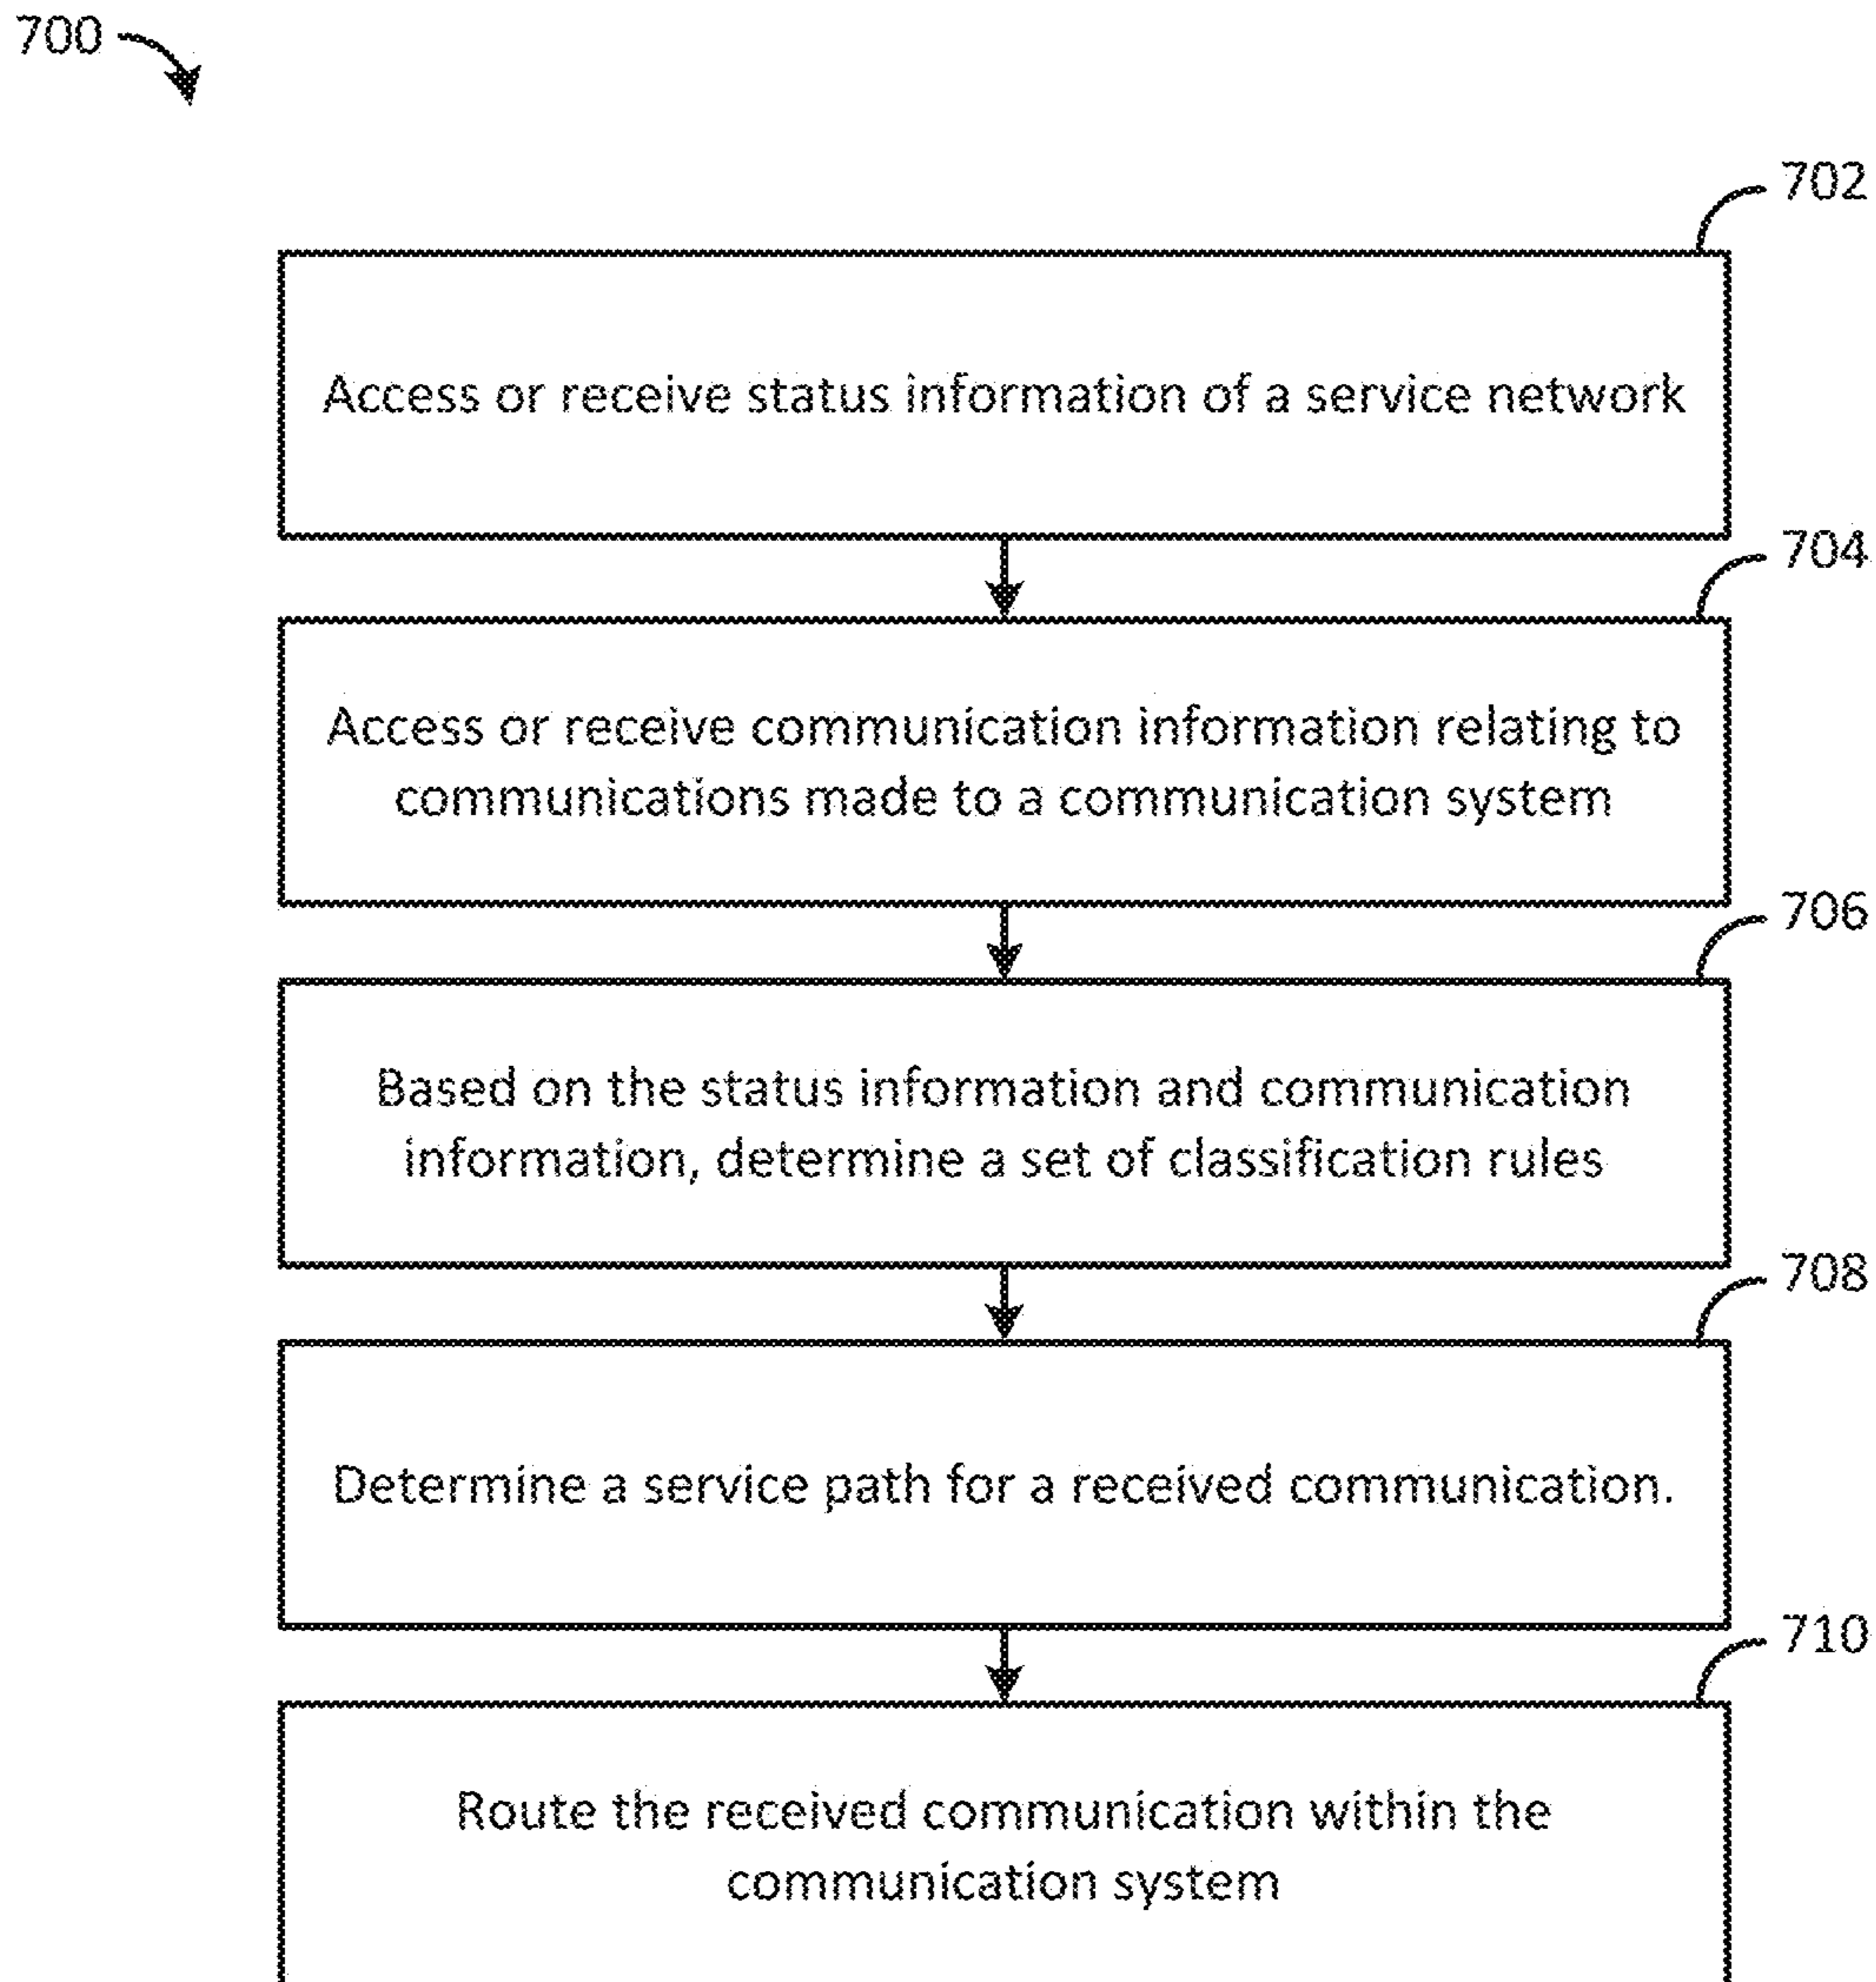 700
702
Access or receive status information of a service network
704
Access or receive communication information relating to
communications made to a communication system
706
Based on the status information and communication
information, determine a set of classification rules
708
Determine a service path for a received communication.
710
Route the received communication within the
communication system